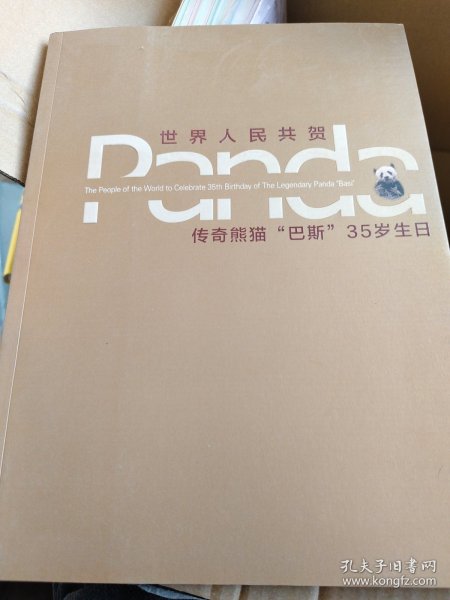 世界人民共贺
Panda
The People of the World to Celebrate 35th Birthday of The Legendary Panda "Basi"
传奇熊猫“巴斯”35岁生日
孔夫子旧书网
www.kongfz.com